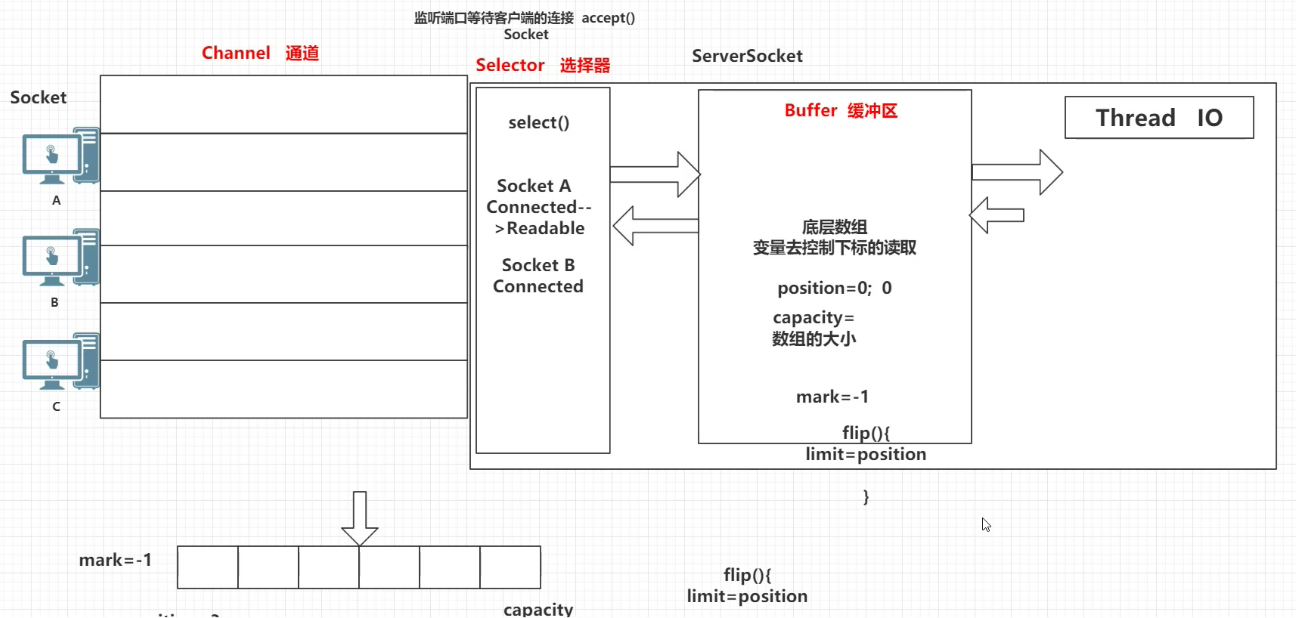 监听端口等待客户端的连接 accept()
Socket
Channel 通道
Selector 选择器
ServerSocket
Socket
select()
Buffer 缓冲区
Thread IO
A
Socket A
Connected--
>Readable
底层数组
变量去控制下标的读取
Socket B
Connected
position=0; 0
B
capacity=
数组的大小
mark=-1
C
flip(){
limit=position
}
mark=-1
flip(){
limit=position
capacity